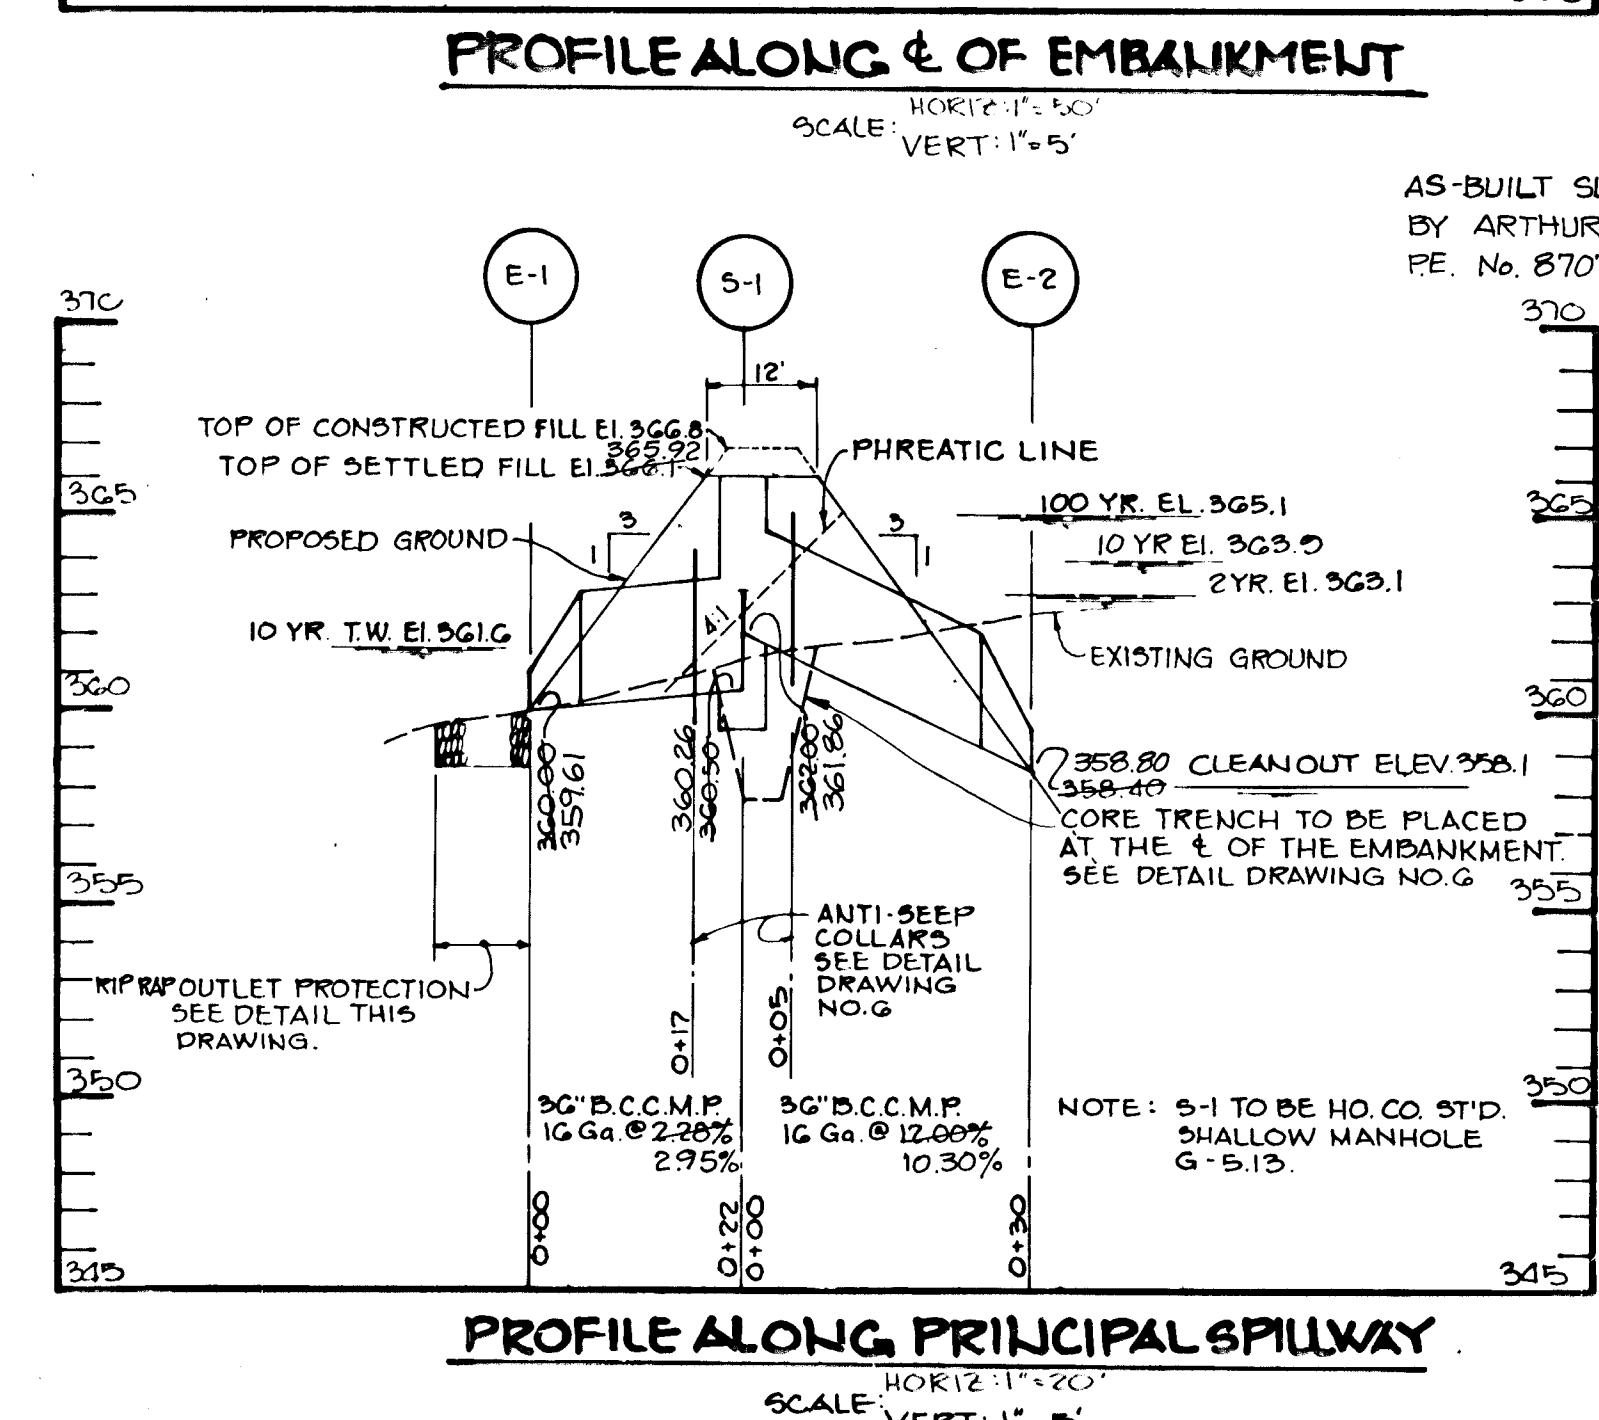 PROFILE ALONG ℄ OF EMBANKMENT
SCALE: HORIZ: 1"=50'
VERT: 1"=5'
AS-BUILT
BY ARTHUR
P.E. No. 870
E-1
S-1
E-2
370
370
12'
TOP OF CONSTRUCTED FILL El. 366.8
365.92
TOP OF SETTLED FILL El. 366.1
PHREATIC LINE
365
365
100 YR. EL. 365.1
3
1
3
1
PROPOSED GROUND
10 YR El. 363.9
2 YR. El. 363.1
4:1
10 YR. T.W. El. 361.6
EXISTING GROUND
360
360
360.00
359.61
360.26
360.50
362.00
361.86
358.80
358.40
CLEANOUT ELEV. 358.1
CORE TRENCH TO BE PLACED
AT THE ℄ OF THE EMBANKMENT.
SEE DETAIL DRAWING NO. 6
355
355
ANTI-SEEP
COLLARS
SEE DETAIL
DRAWING
NO. 6
RIP RAP OUTLET PROTECTION
SEE DETAIL THIS
DRAWING.
0+17
0+05
350
350
36" B.C.C.M.P.
16 Ga. @ 2.28%
2.95%
36" B.C.C.M.P.
16 Ga. @ 12.00%
10.30%
NOTE: S-1 TO BE HO. CO. ST'D.
SHALLOW MANHOLE
G-5.13.
0+00
0+22
0+00
0+30
345
345
PROFILE ALONG PRINCIPAL SPILLWAY
SCALE: HORIZ: 1"=20'
VERT: 1"=5'